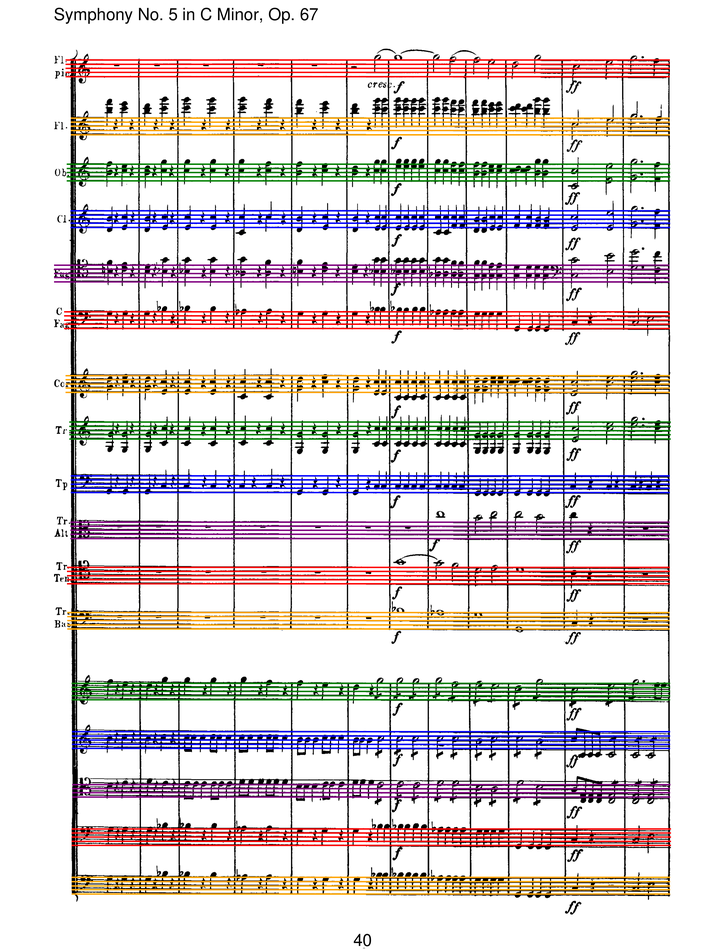 Symphony No. 5 in C Minor, Op. 67
Fl.
pic
cresc. f
Fl.
f ff
Ob.
f ff
Cl.
f ff
Fag.
f ff
C
Fag.
f ff
Cor
f ff
Tr
f ff
Tp
f ff
Tr.
Alt
f ff
Tr
Ten
f ff
Tr.
Bas
f ff
f ff
f ff
f ff
f ff
ff
40